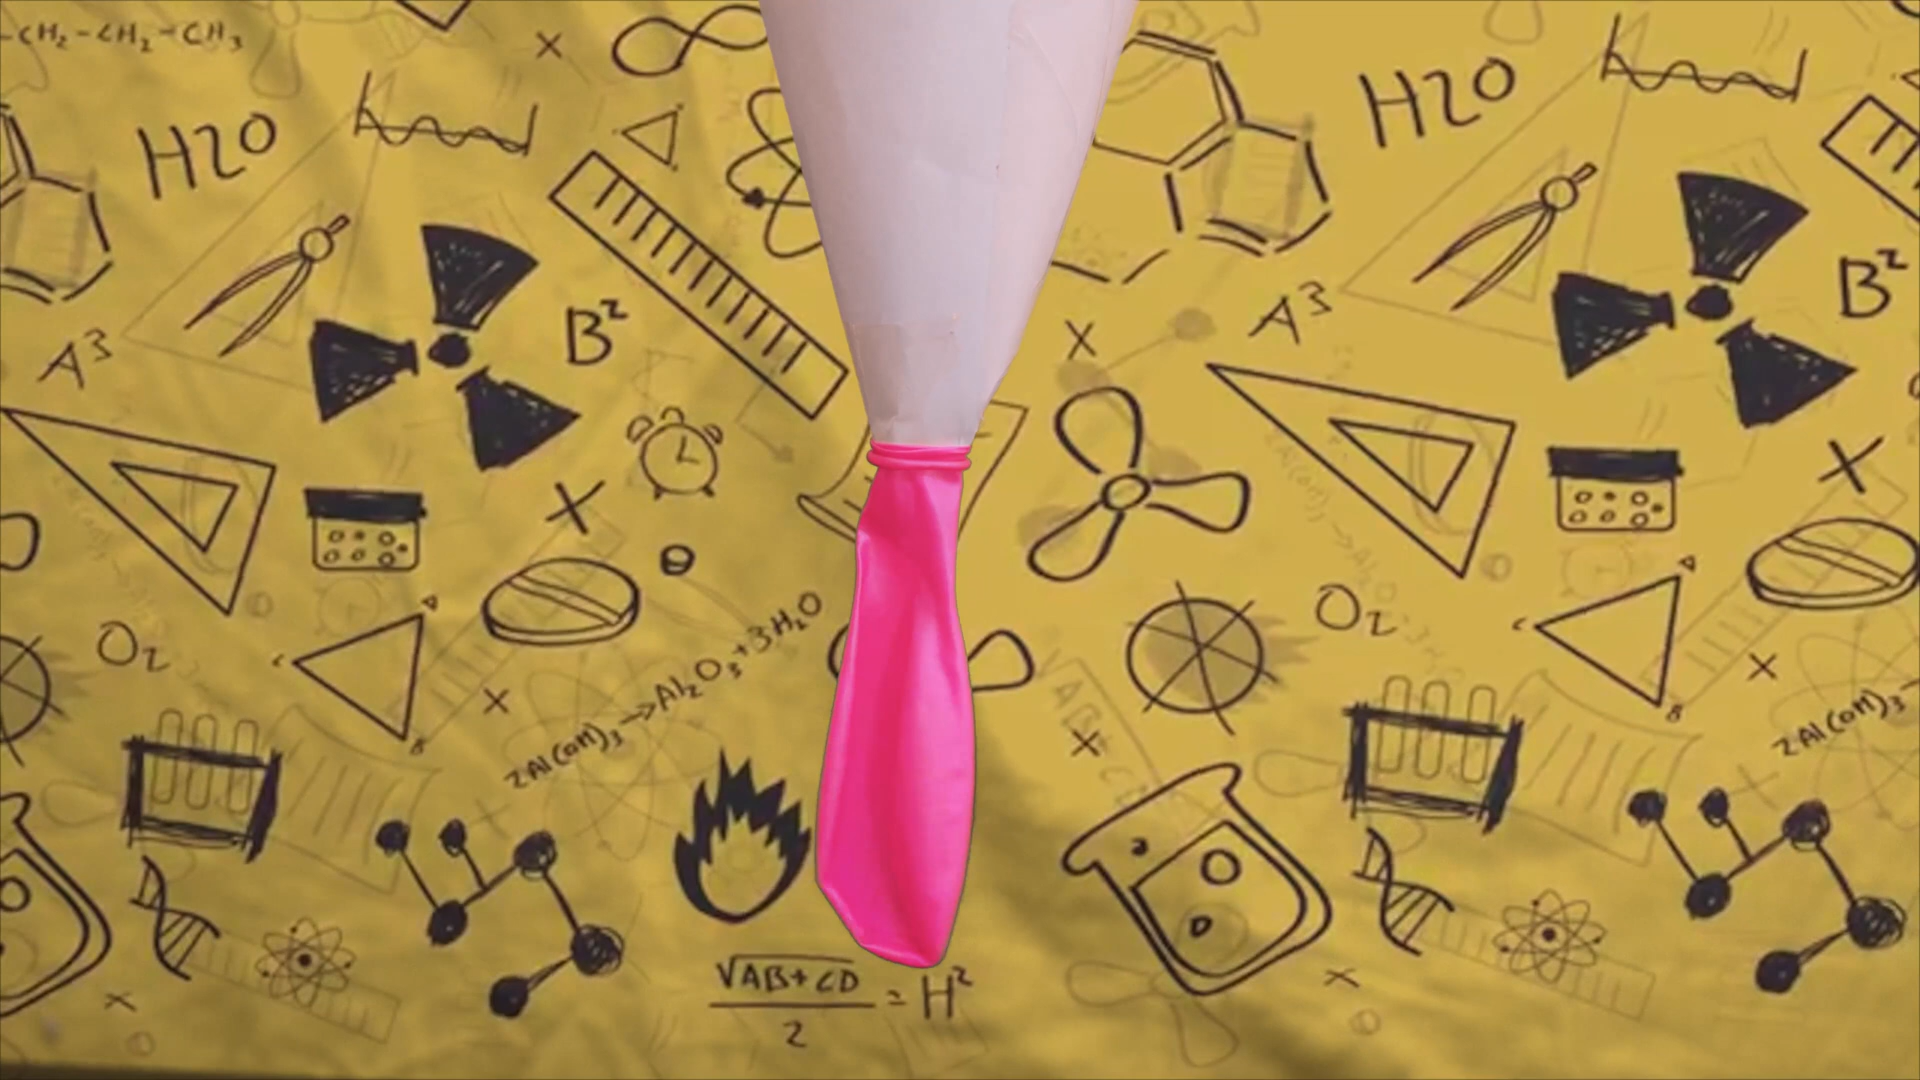 -CH₂-CH₂-CH₃
H2O
H2O
B²
B²
A³
A³
O₂
O₂
2Al(OH)₃→Al₂O₃+3H₂O
2Al(OH)₃→
√AB+CD
2
=H²